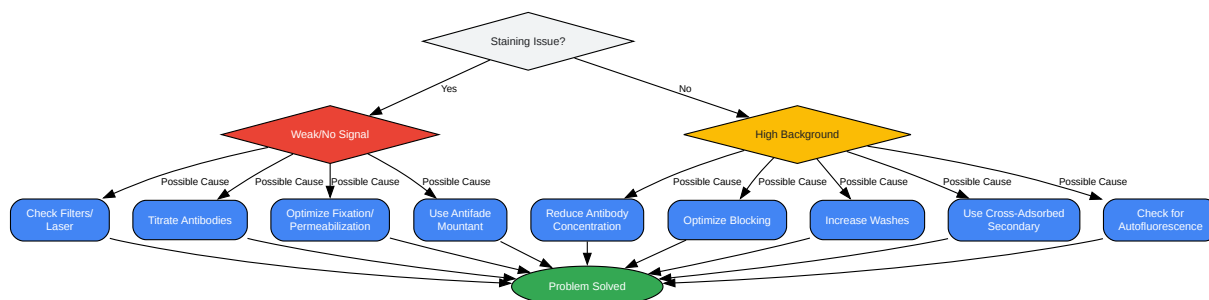 Staining Issue?
Yes
No
Weak/No Signal
High Background
Possible Cause
Possible Cause
Possible Cause
Possible Cause
Possible Cause
Possible Cause
Possible Cause
Possible Cause
Possible Cause
Check Filters/
Laser
Titrate Antibodies
Optimize Fixation/
Permeabilization
Use Antifade
Mountant
Reduce Antibody
Concentration
Optimize Blocking
Increase Washes
Use Cross-Adsorbed
Secondary
Check for
Autofluorescence
Problem Solved